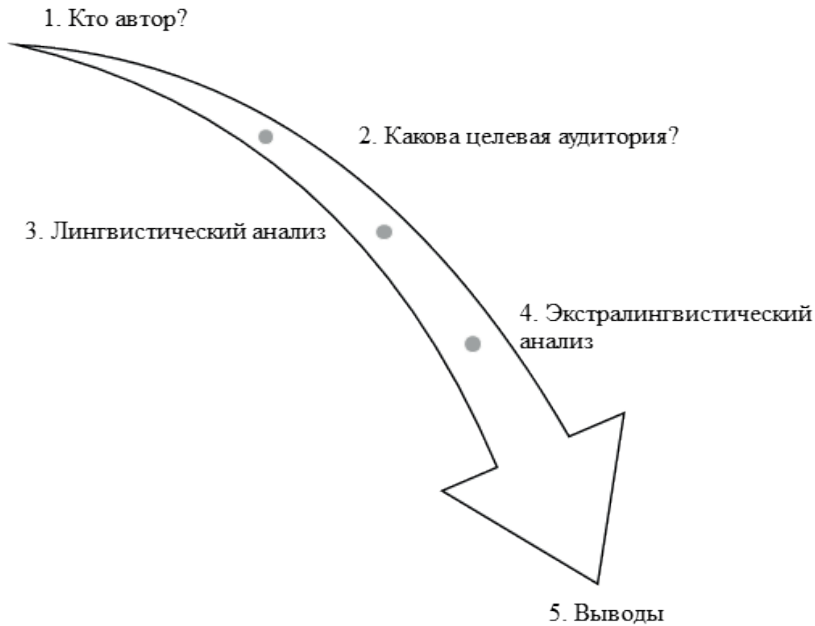 1. Кто автор?
2. Какова целевая аудитория?
3. Лингвистический анализ
4. Экстралингвистический
анализ
5. Выводы